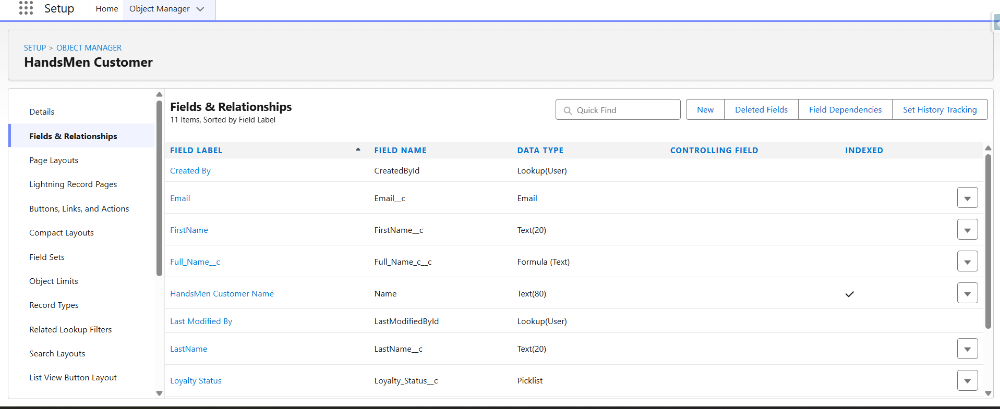 Setup Home Object Manager
SETUP > OBJECT MANAGER
HandsMen Customer
Details
Fields & Relationships
Page Layouts
Lightning Record Pages
Buttons, Links, and Actions
Compact Layouts
Field Sets
Object Limits
Record Types
Related Lookup Filters
Search Layouts
List View Button Layout
Fields & Relationships
11 Items, Sorted by Field Label
Quick Find New Deleted Fields Field Dependencies Set History Tracking
FIELD LABEL FIELD NAME DATA TYPE CONTROLLING FIELD INDEXED
Created By CreatedById Lookup(User)
Email Email__c Email
FirstName FirstName__c Text(20)
Full_Name__c Full_Name_c__c Formula (Text)
HandsMen Customer Name Name Text(80)
Last Modified By LastModifiedById Lookup(User)
LastName LastName__c Text(20)
Loyalty Status Loyalty_Status__c Picklist